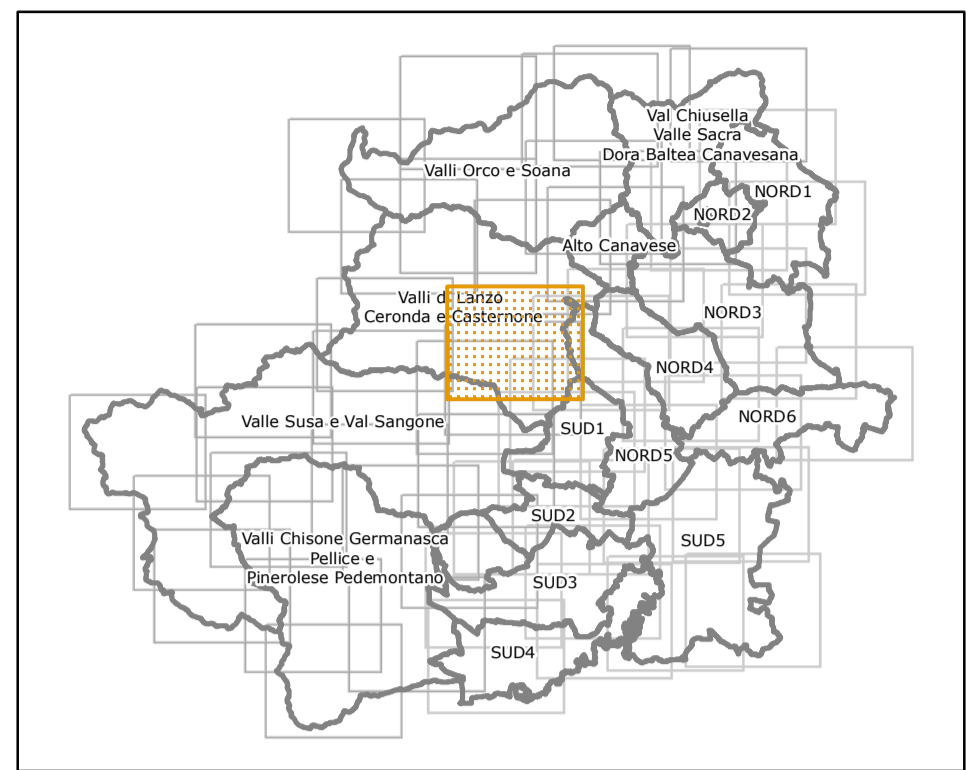 Val Chiusella
Valle Sacra
Dora Baltea Canavesana
Valli Orco e Soana
NORD1
NORD2
Alto Canavese
Valli di Lanzo
Ceronda e Casternone
NORD3
NORD4
NORD6
Valle Susa e Val Sangone
SUD1
NORD5
SUD2
SUD5
Valli Chisone Germanasca
Pellice e
Pinerolese Pedemontano
SUD3
SUD4